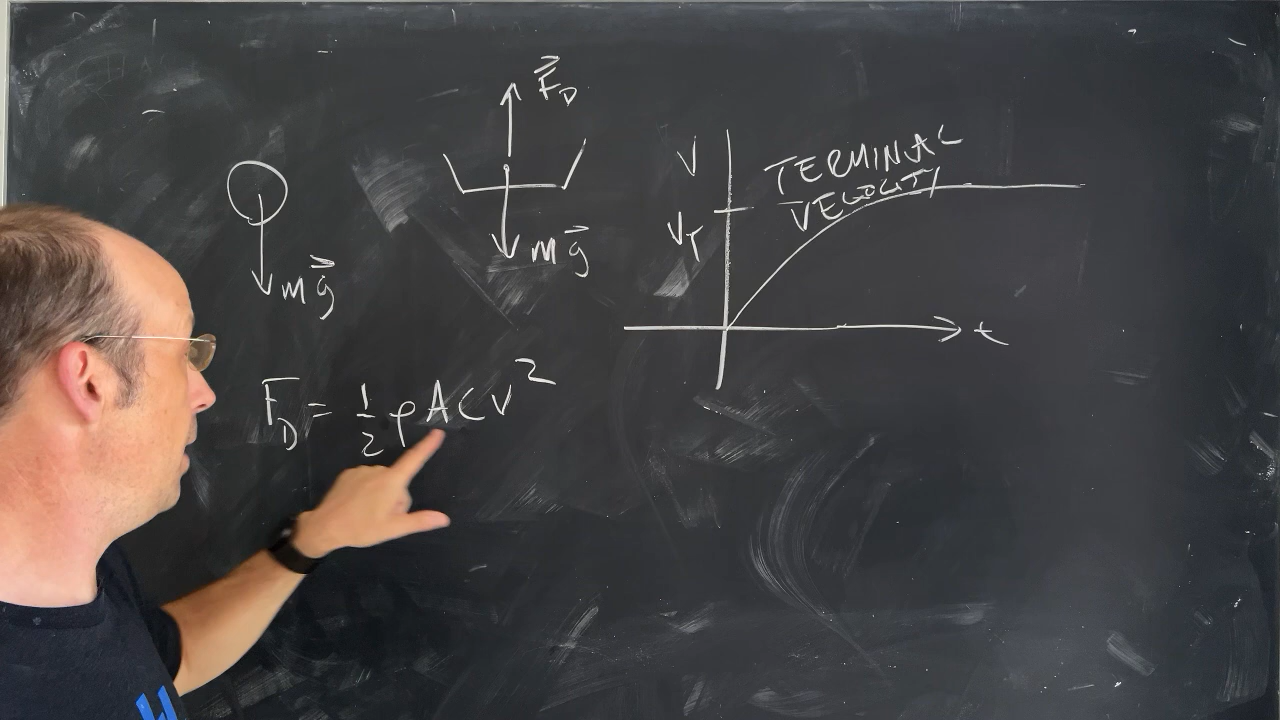 mg⃗
F⃗_D
mg⃗
F_D = 1/2 ρ A C v²
V
V_T
TERMINAL
VELOCITY
t